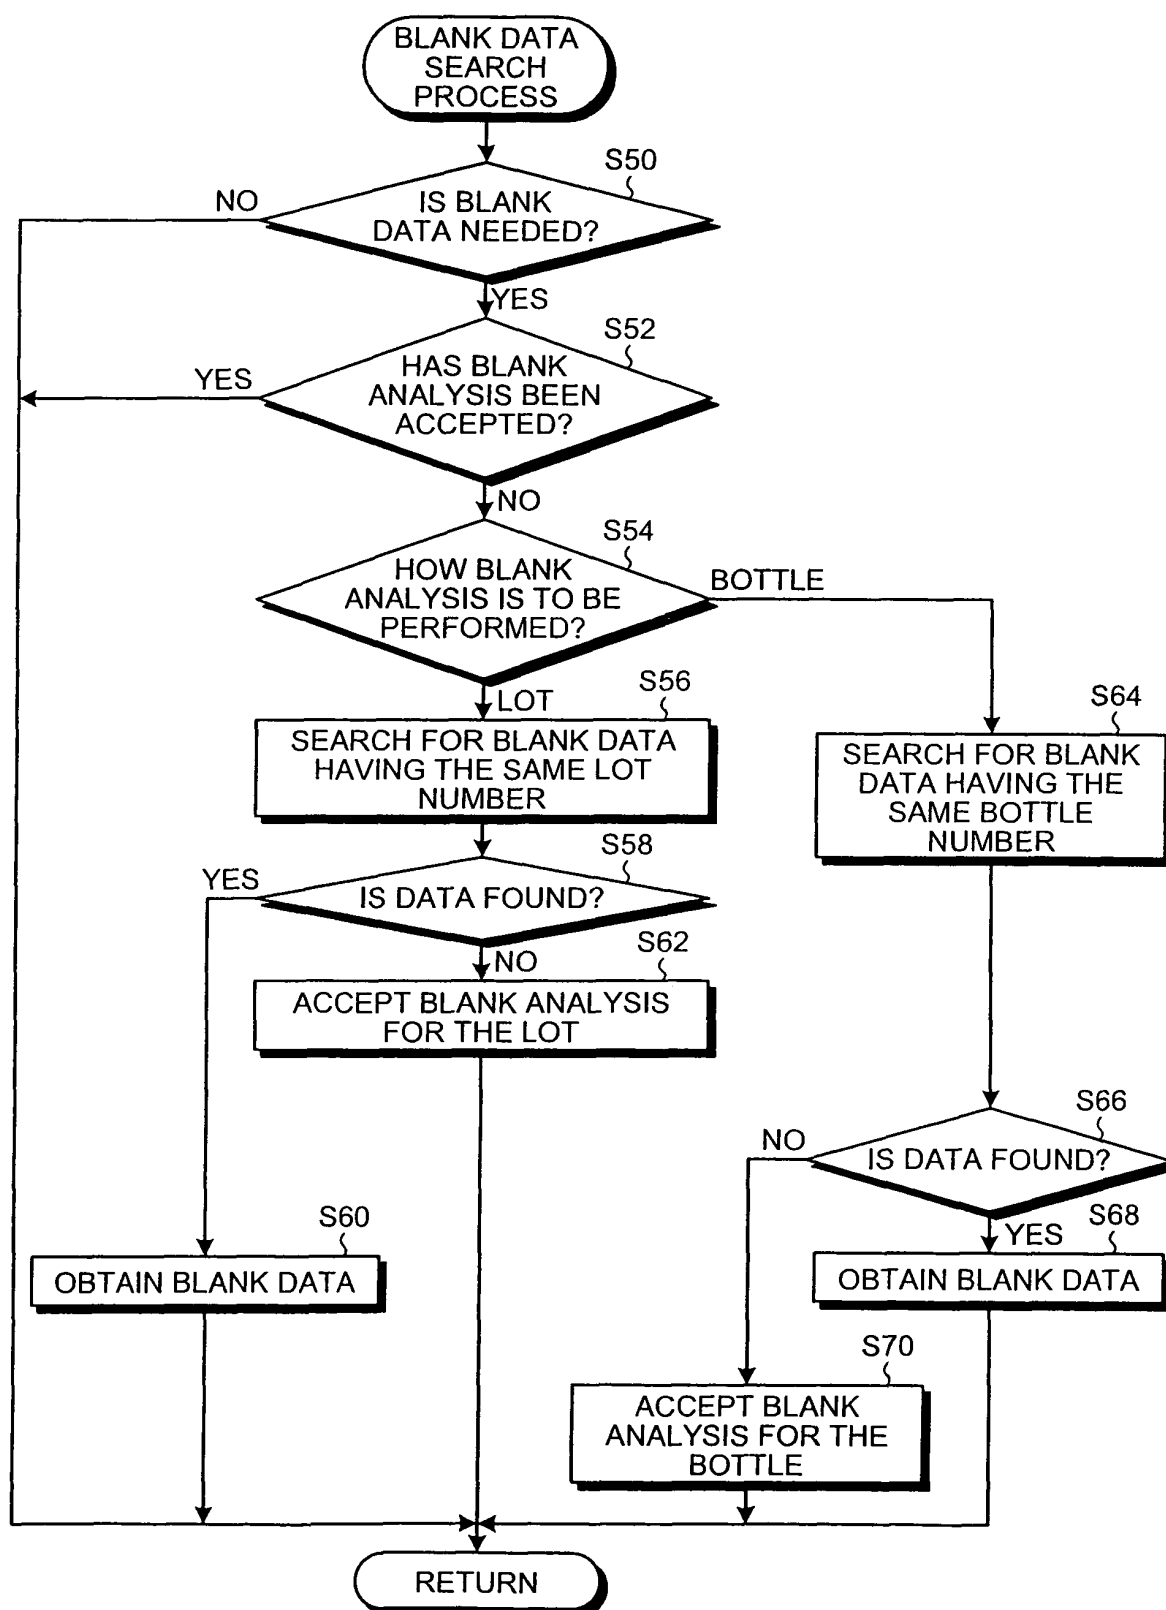 BLANK DATA
SEARCH
PROCESS
S50
NO
IS BLANK
DATA NEEDED?
YES
S52
YES
HAS BLANK
ANALYSIS BEEN
ACCEPTED?
NO
S54
HOW BLANK
ANALYSIS IS TO BE
PERFORMED?
BOTTLE
LOT
S56
SEARCH FOR BLANK DATA
HAVING THE SAME LOT
NUMBER
S64
SEARCH FOR BLANK
DATA HAVING THE
SAME BOTTLE
NUMBER
S58
YES
IS DATA FOUND?
NO
S62
ACCEPT BLANK ANALYSIS
FOR THE LOT
S66
NO
IS DATA FOUND?
YES
S60
OBTAIN BLANK DATA
S68
OBTAIN BLANK DATA
S70
ACCEPT BLANK
ANALYSIS FOR THE
BOTTLE
RETURN